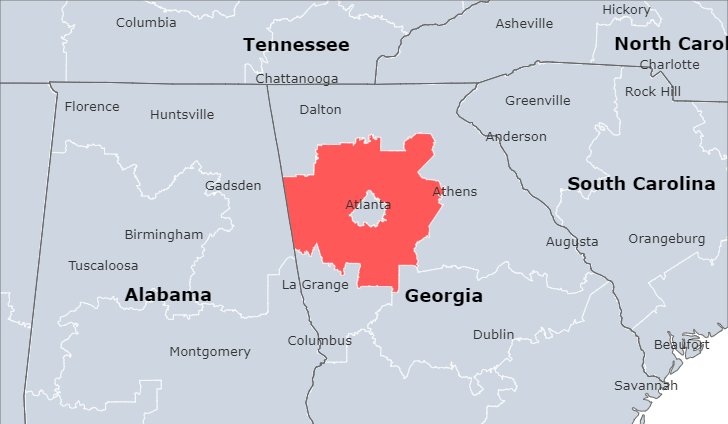 Hickory
Columbia
Asheville
Tennessee
North Carol
Charlotte
Chattanooga
Rock Hill
Greenville
Florence
Dalton
Huntsville
Anderson
South Carolina
Gadsden
Athens
Atlanta
Birmingham
Orangeburg
Augusta
Tuscaloosa
La Grange
Alabama
Georgia
Dublin
Columbus
Beaufort
Montgomery
Savannah